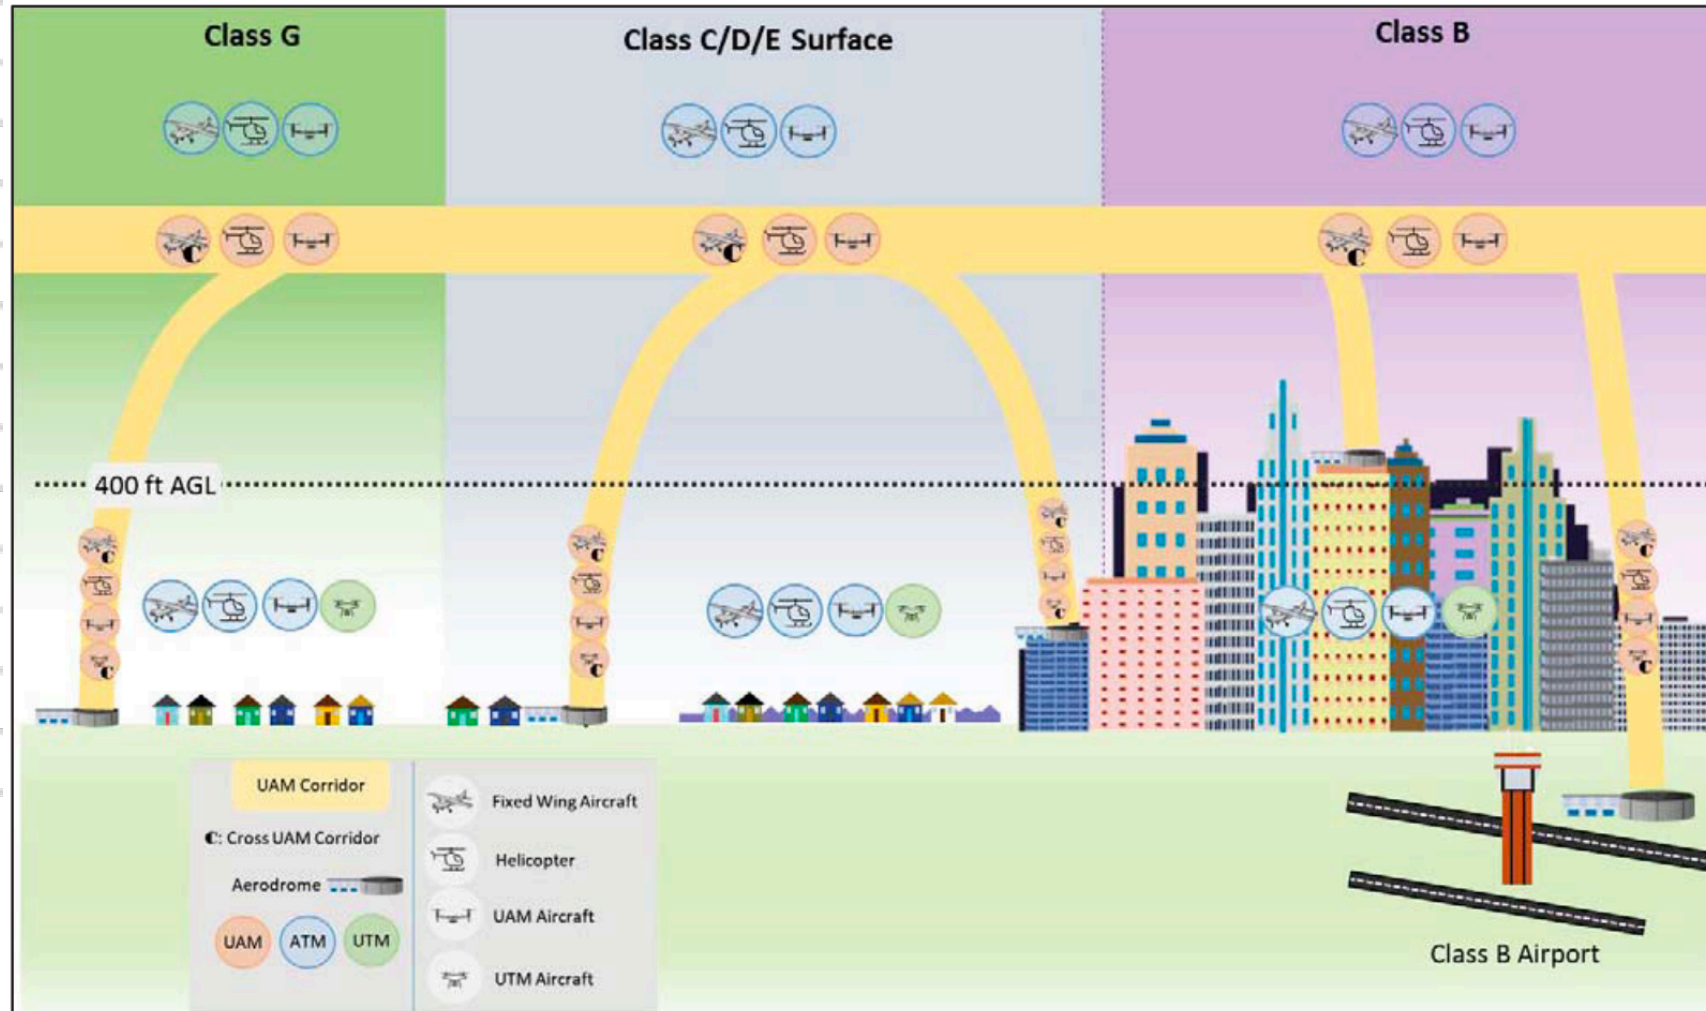 Class G
Class C/D/E Surface
Class B
400 ft AGL
UAM Corridor
C: Cross UAM Corridor
Aerodrome
UAM
ATM
UTM
Fixed Wing Aircraft
Helicopter
UAM Aircraft
UTM Aircraft
Class B Airport
C
C
C
C
C
C
C
C
C
C
C